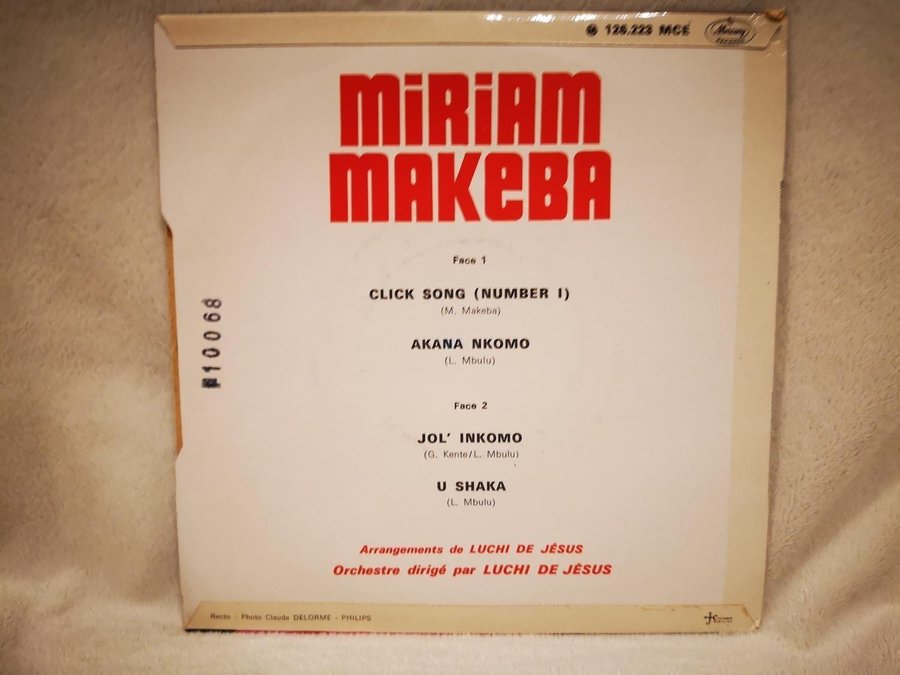 Ⓜ 126.223 MCE Mercury
MiRiAM
MAKeBA
Face 1
CLICK SONG (NUMBER I)
(M. Makeba)
AKANA NKOMO
(L. Mbulu)
Face 2
JOL' INKOMO
(G. Kente/L. Mbulu)
U SHAKA
(L. Mbulu)
Arrangements de LUCHI DE JÉSUS
Orchestre dirigé par LUCHI DE JÉSUS
10068
Recto : Photo Claude DELORME - PHILIPS